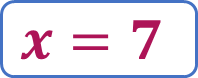 x = 7